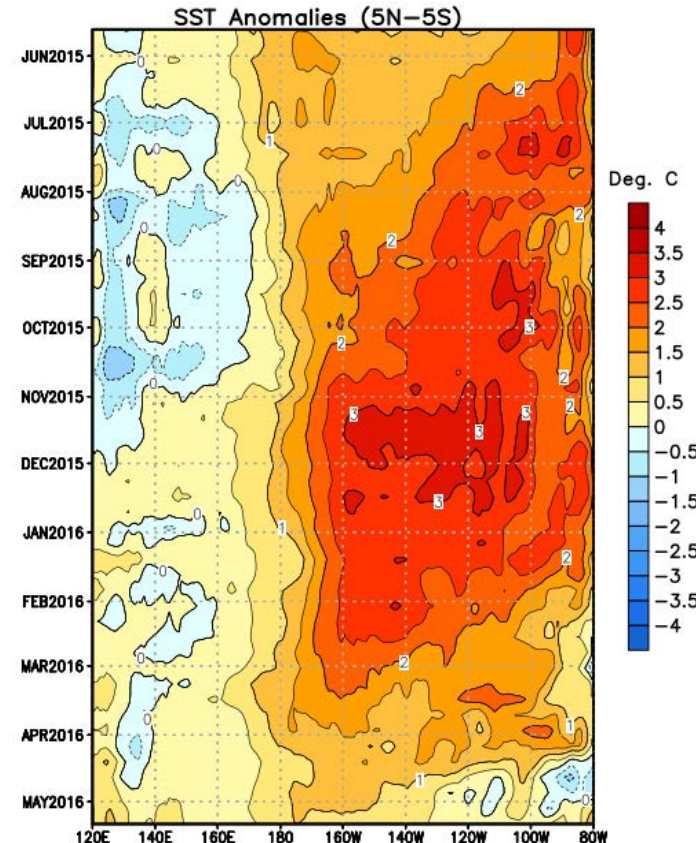 SST Anomalies (5N-5S)
JUN2015
JUL2015
AUG2015
SEP2015
OCT2015
NOV2015
DEC2015
JAN2016
FEB2016
MAR2016
APR2016
MAY2016
120E 140E 160E 180 160W 140W 120W 100W 80W
0
2
1
0
0
2
0
2
3
2
2
0
2
3
3
3
3
0
1
2
0
0
2
1
0
1
0
Deg. C
4
3.5
3
2.5
2
1.5
1
0.5
0
-0.5
-1
-1.5
-2
-2.5
-3
-3.5
-4